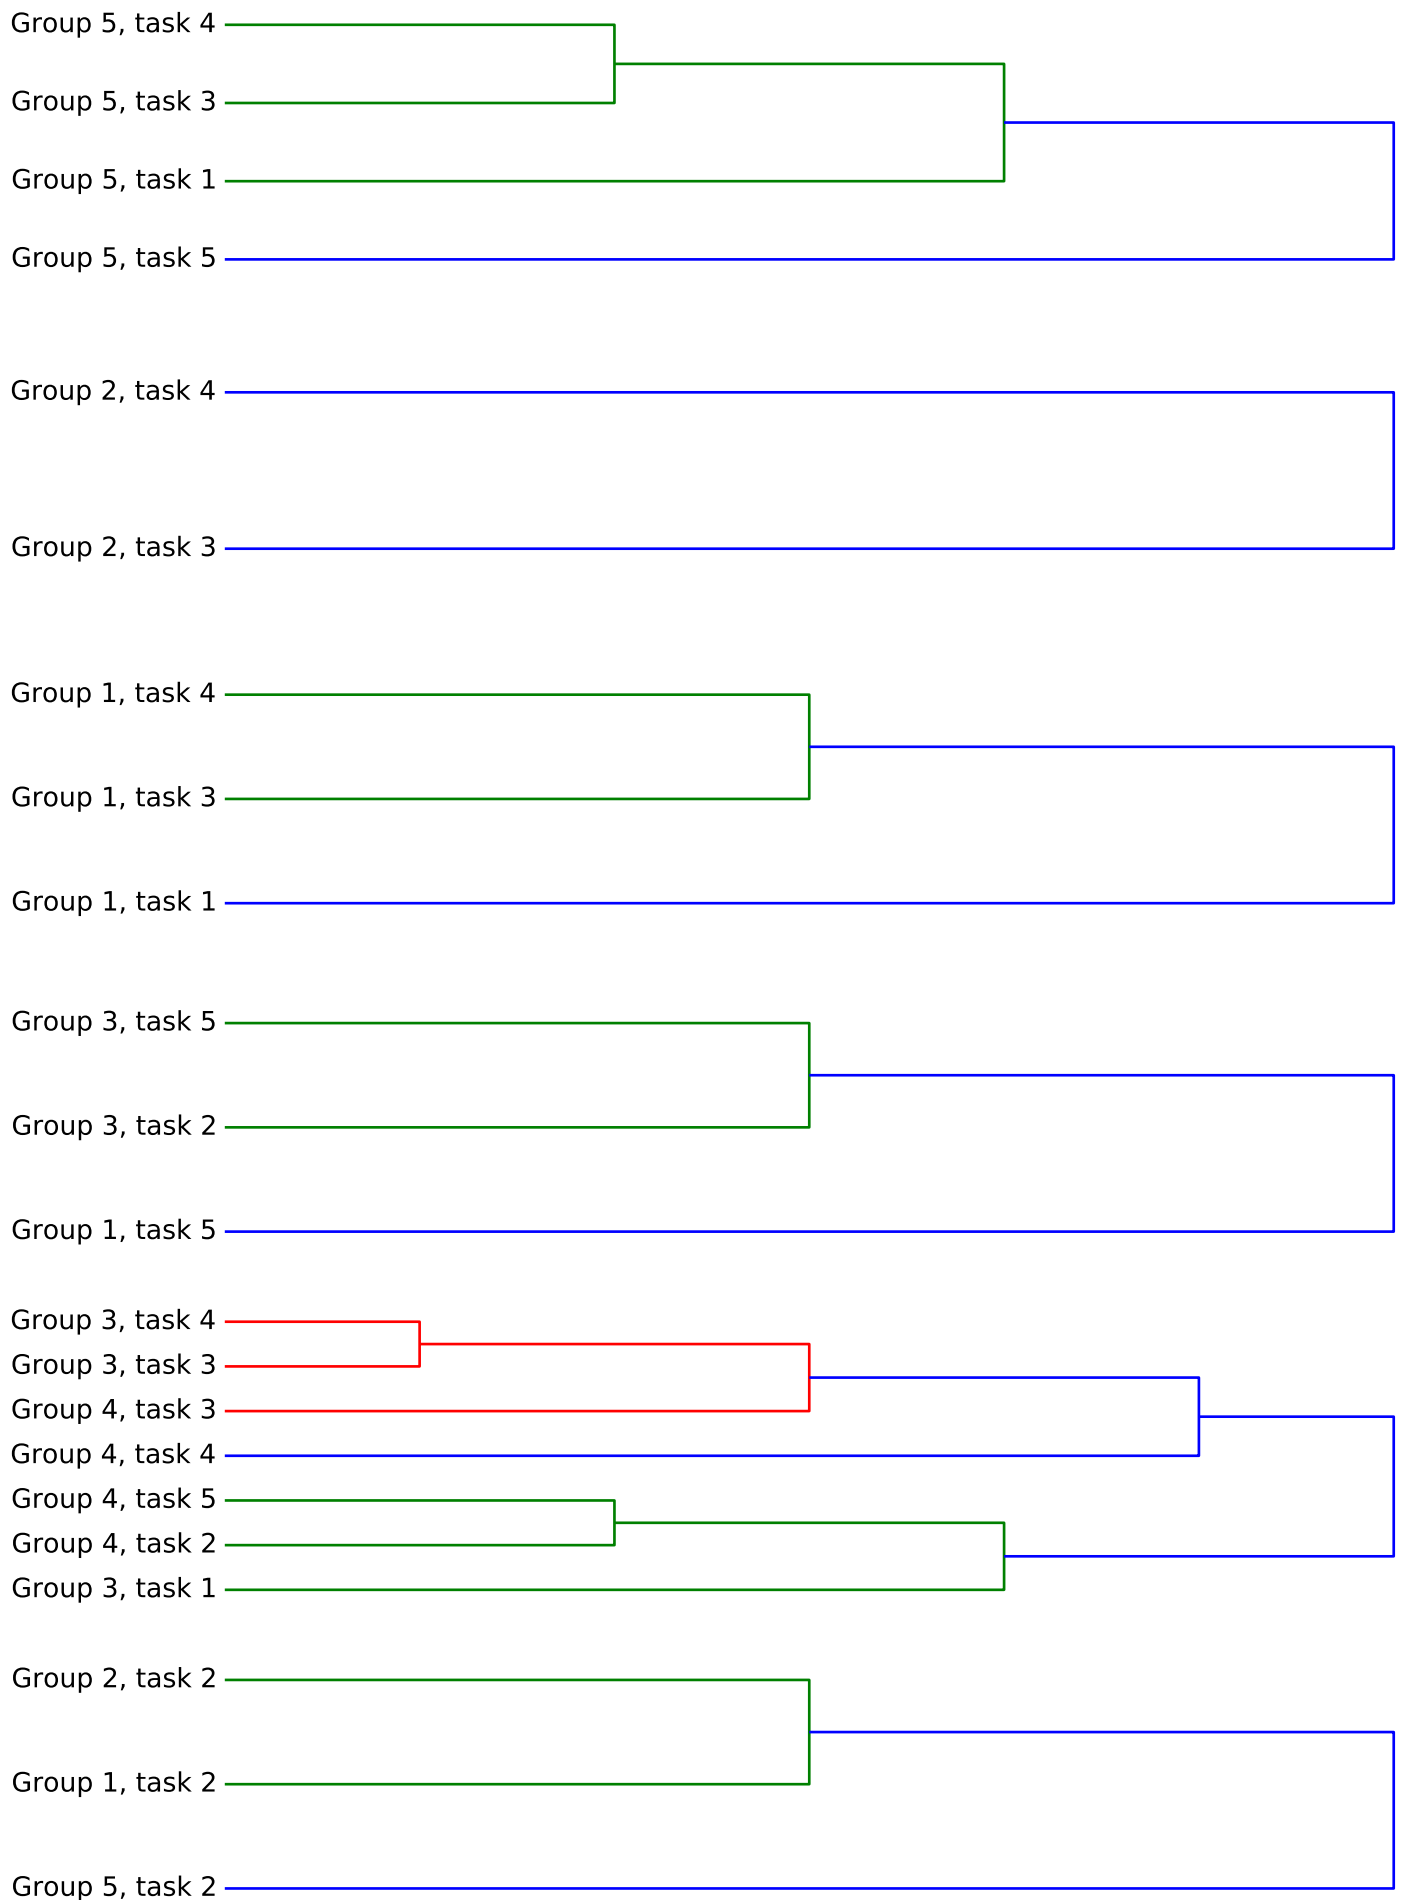 Group 5, task 4
Group 5, task 3
Group 5, task 1
Group 5, task 5
Group 2, task 4
Group 2, task 3
Group 1, task 4
Group 1, task 3
Group 1, task 1
Group 3, task 5
Group 3, task 2
Group 1, task 5
Group 3, task 4
Group 3, task 3
Group 4, task 3
Group 4, task 4
Group 4, task 5
Group 4, task 2
Group 3, task 1
Group 2, task 2
Group 1, task 2
Group 5, task 2